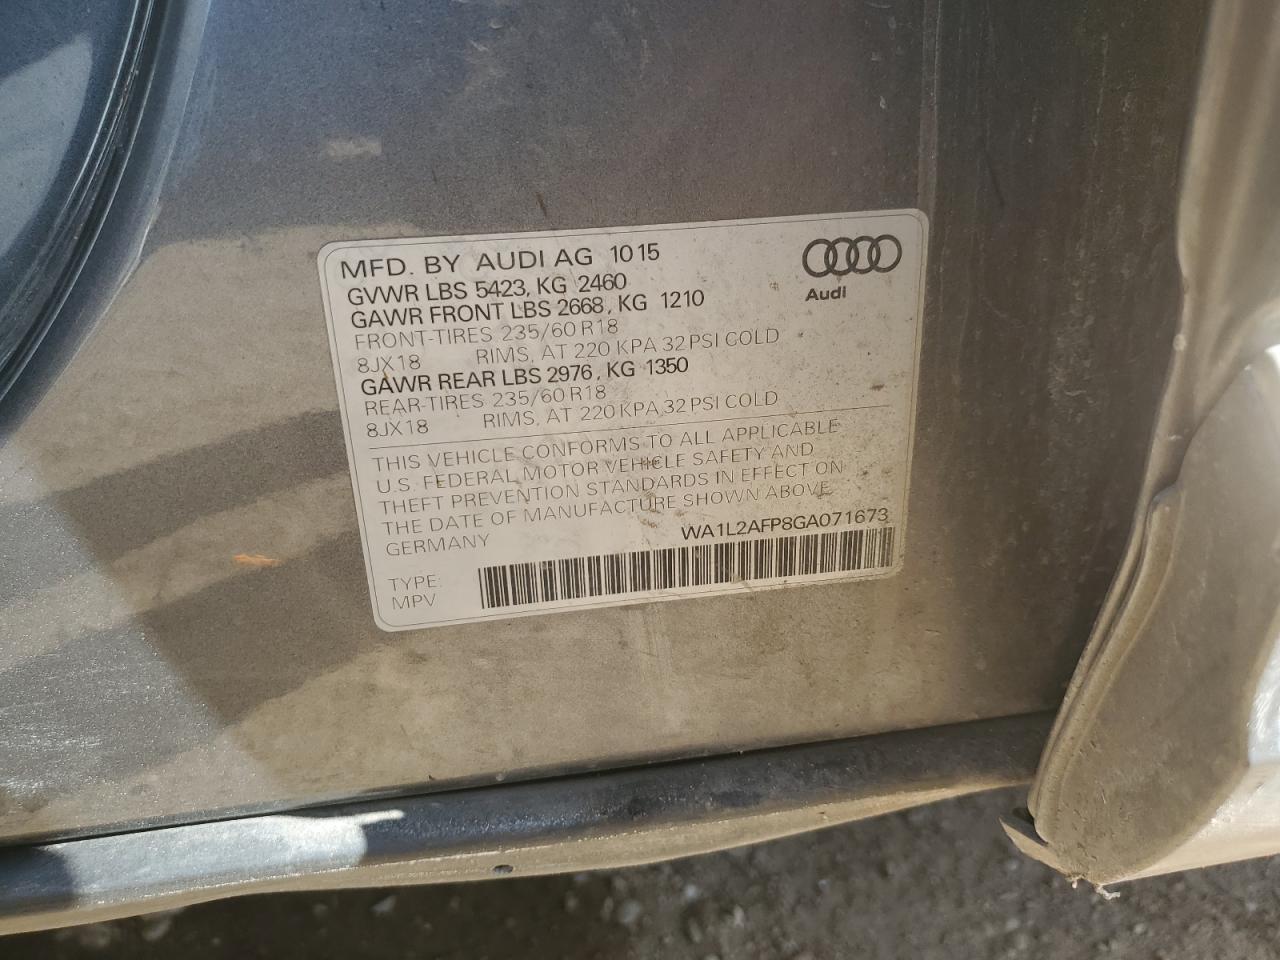 MFD. BY AUDI AG 10 15
Audi
GVWR LBS 5423, KG 2460
GAWR FRONT LBS 2668, KG 1210
FRONT-TIRES 235/60 R18
8JX18 RIMS, AT 220 KPA 32 PSI COLD
GAWR REAR LBS 2976, KG 1350
REAR-TIRES 235/60 R18
8JX18 RIMS, AT 220 KPA 32 PSI COLD
THIS VEHICLE CONFORMS TO ALL APPLICABLE
U.S. FEDERAL MOTOR VEHICLE SAFETY AND
THEFT PREVENTION STANDARDS IN EFFECT ON
THE DATE OF MANUFACTURE SHOWN ABOVE
GERMANY WA1L2AFP8GA071673
TYPE:
MPV